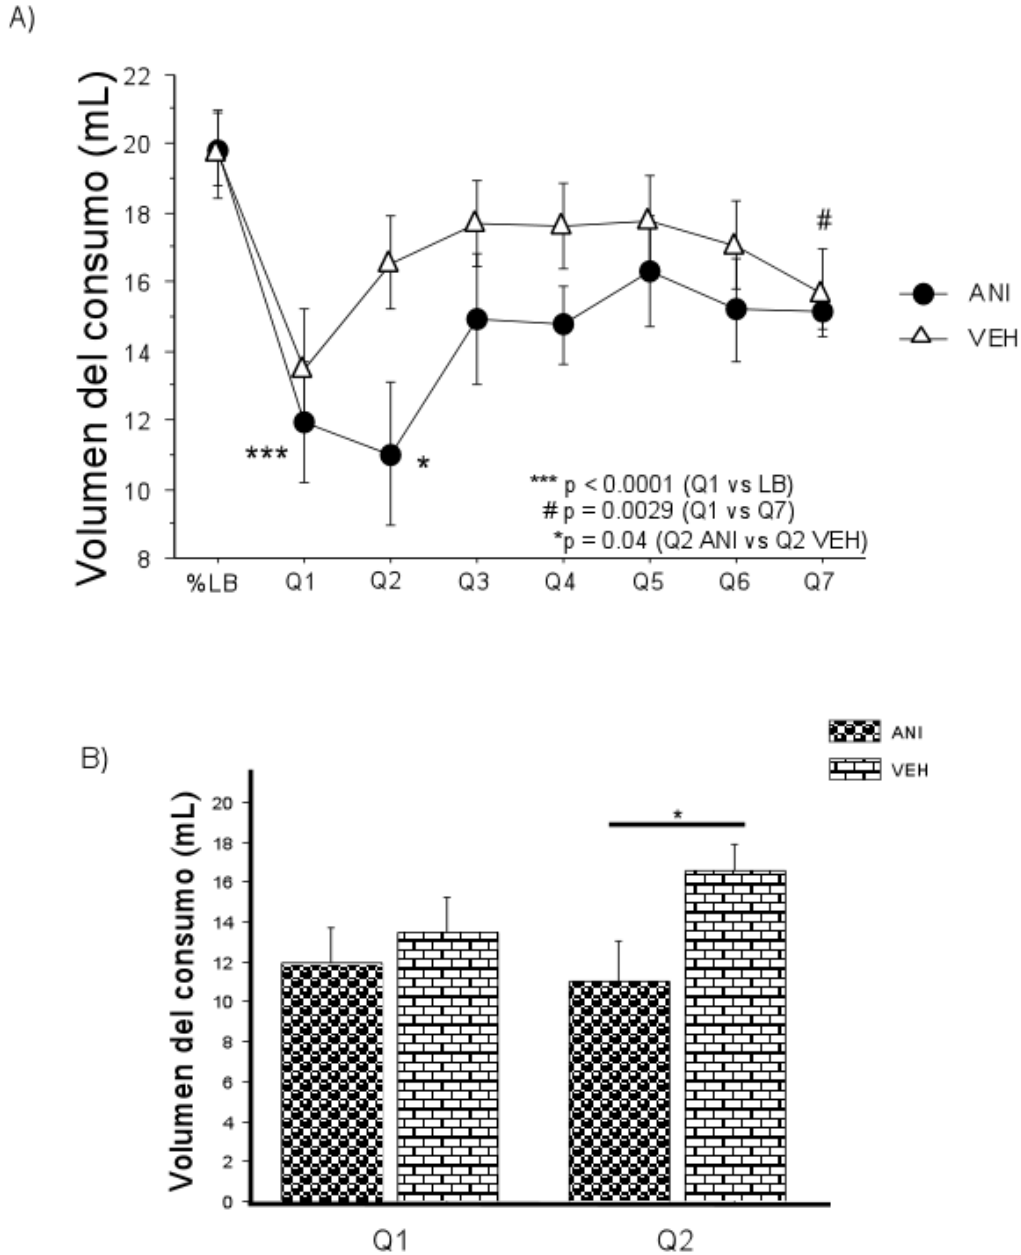 A)
Volumen del consumo (mL)
22
20
18
16
14
12
10
8
#
***
*
ANI
VEH
*** p < 0.0001 (Q1 vs LB)
# p = 0.0029 (Q1 vs Q7)
*p = 0.04 (Q2 ANI vs Q2 VEH)
%LB Q1 Q2 Q3 Q4 Q5 Q6 Q7
B)
ANI
VEH
Volumen del consumo (mL)
20
18
16
14
12
10
8
6
4
2
0
*
Q1 Q2